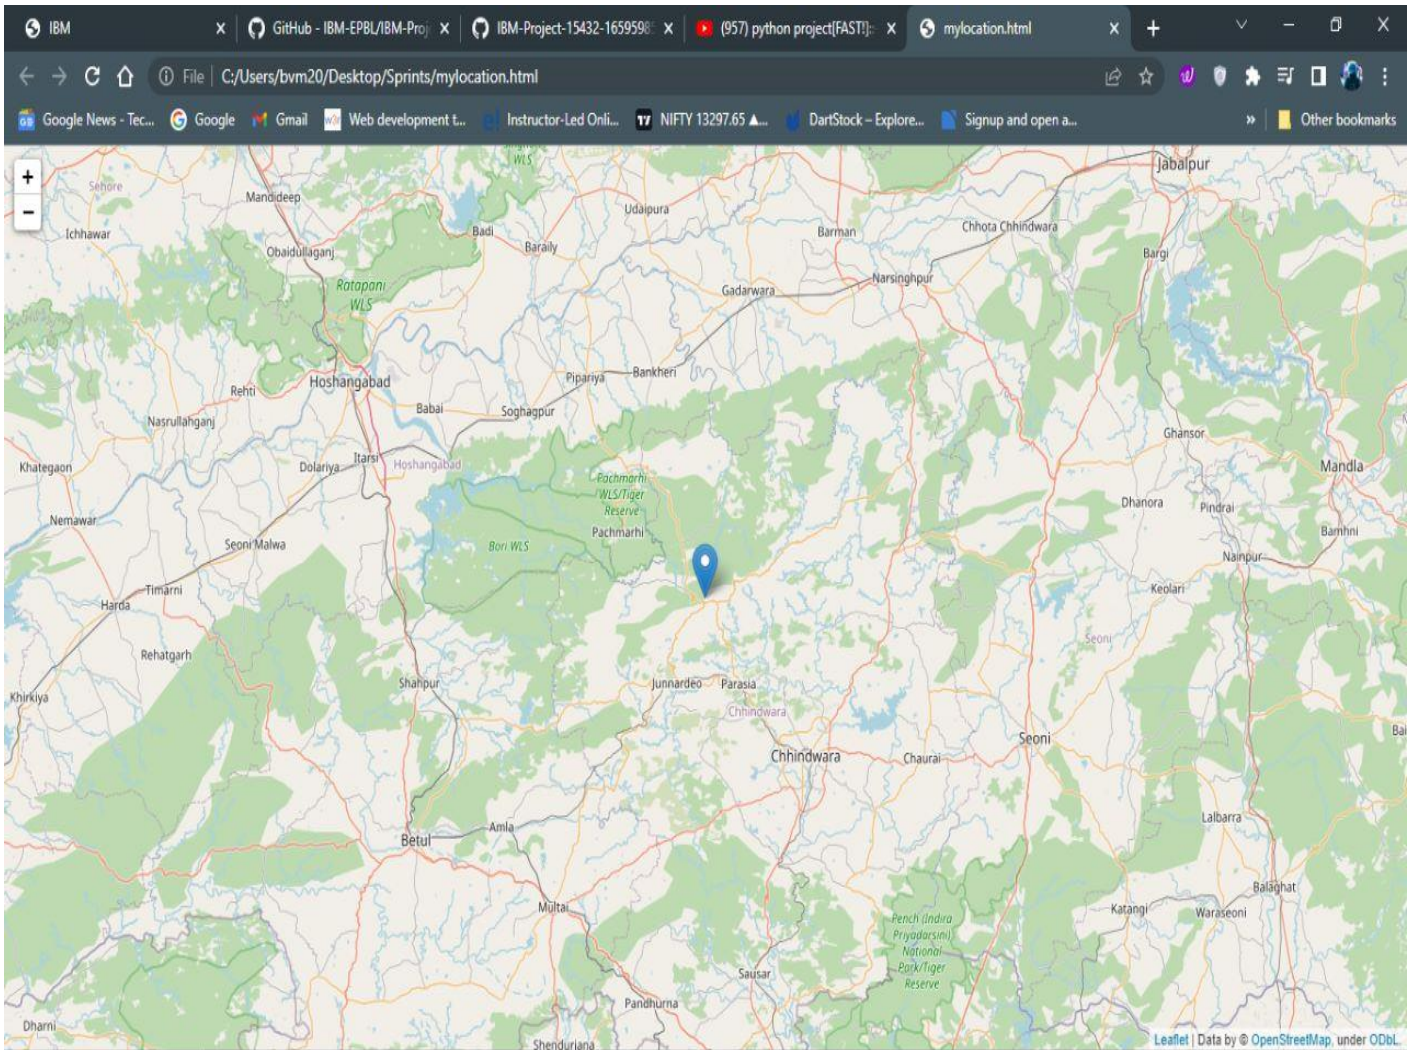 IBM
GitHub - IBM-EPBL/IBM-Proj
IBM-Project-15432-1659598
(957) python project[FAST!]:
mylocation.html
File
C:/Users/bvm20/Desktop/Sprints/mylocation.html
Google News - Tec...
Google
Gmail
Web development t...
Instructor-Led Onli...
NIFTY 13297.65 ▲...
DartStock – Explore...
Signup and open a...
»
Other bookmarks
+
−
WLS
Jabalpur
Sehore
Mandideep
Udaipura
Ichhawar
Badi
Barman
Chhota Chhindwara
Obaidullaganj
Baraily
Bargi
Ratapani
WLS
Gadarwara
Narsinghpur
Rehti
Hoshangabad
Pipariya
Bankheri
Babai
Soghagpur
Nasrullahganj
Ghansor
Khategaon
Dolariya
Itarsi
Hoshangabad
Mandla
Pachmarhi
WLS/Tiger
Reserve
Dhanora
Pindrai
Nemawar
Pachmarhi
Bamhni
Seoni Malwa
Bori WLS
Nainpur
Timarni
Keolari
Harda
Seoni
Rehatgarh
Khirkiya
Shahpur
Junnardeo
Parasia
Chhindwara
Seoni
Bal
Chhindwara
Chaurai
Lalbarra
Amla
Betul
Balaghat
Multai
Katangi
Waraseoni
Pench (Indira
Priyadarsini)
National
Park/Tiger
Reserve
Sausar
Pandhurna
Dharni
Shendurjana
Leaflet | Data by © OpenStreetMap, under ODbL.